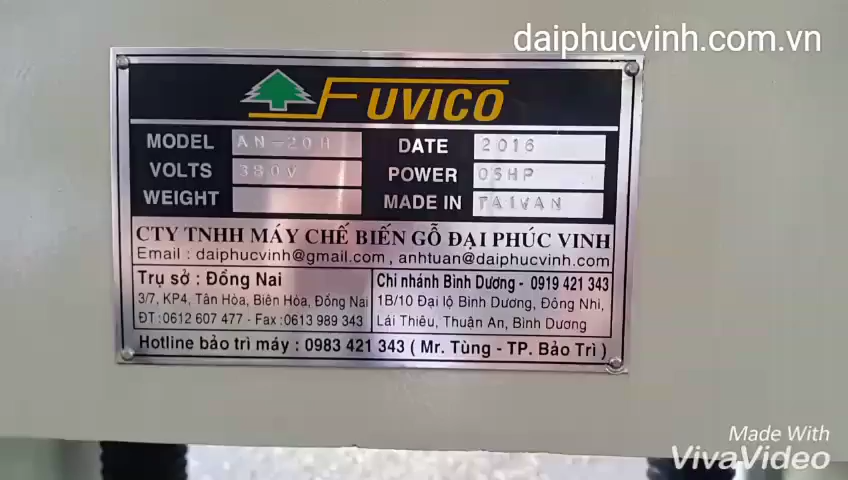 daiphucvinh.com.vn
FUVICO
MODEL AN-20H DATE 2016
VOLTS 380V POWER 05HP
WEIGHT MADE IN TAIWAN
CTY TNHH MÁY CHẾ BIẾN GỖ ĐẠI PHÚC VINH
Email : daiphucvinh@gmail.com , anhtuan@daiphucvinh.com
Trụ sở : Đồng Nai
3/7, KP4, Tân Hòa, Biên Hòa, Đồng Nai
ĐT :0612 607 477 - Fax :0613 989 343
Chi nhánh Bình Dương - 0919 421 343
1B/10 Đại lộ Bình Dương, Đông Nhi,
Lái Thiêu, Thuận An, Bình Dương
Hotline bảo trì máy : 0983 421 343 ( Mr. Tùng - TP. Bảo Trì )
Made With
VivaVideo